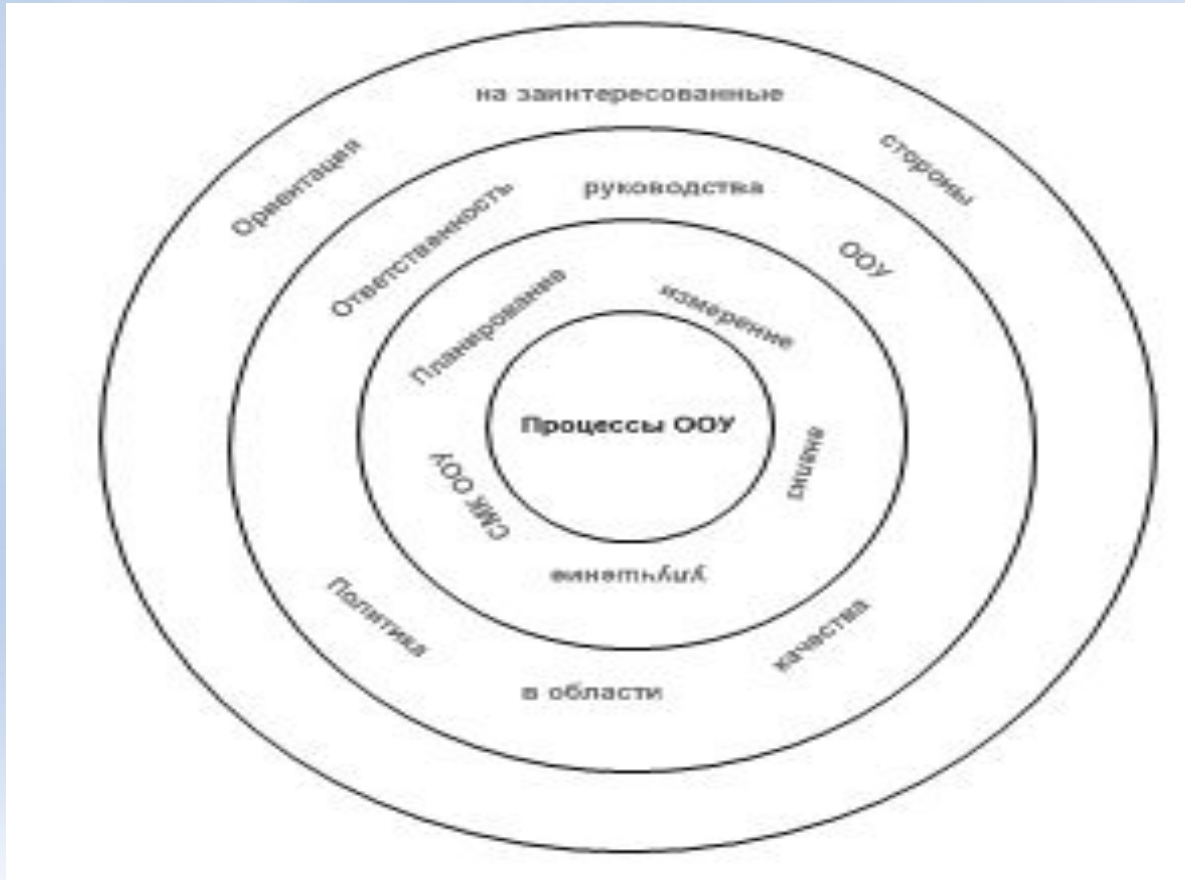 Ориентация на заинтересованные стороны
Ответственность руководства ООУ
Политика в области качества
Планирование измерение анализ улучшение
СМК ООУ
Процессы ООУ